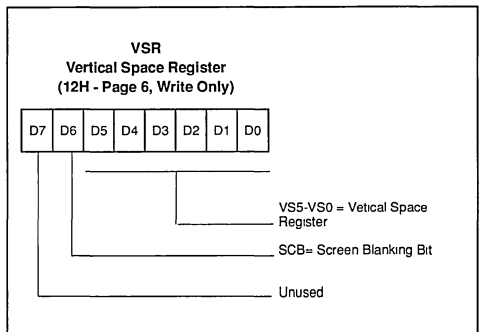 VSR
Vertical Space Register
(12H - Page 6, Write Only)
D7 D6 D5 D4 D3 D2 D1 D0
VS5-VS0 = Vetical Space
Register
SCB= Screen Blanking Bit
Unused